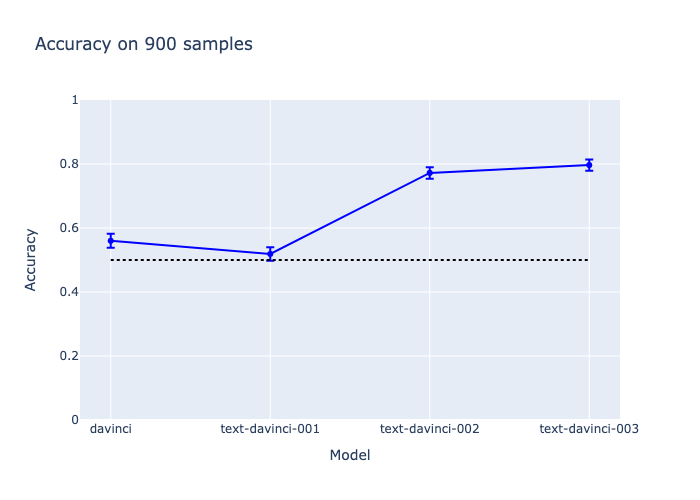 Accuracy on 900 samples
1
0.8
0.6
0.4
0.2
0
Accuracy
davinci
text-davinci-001
text-davinci-002
text-davinci-003
Model